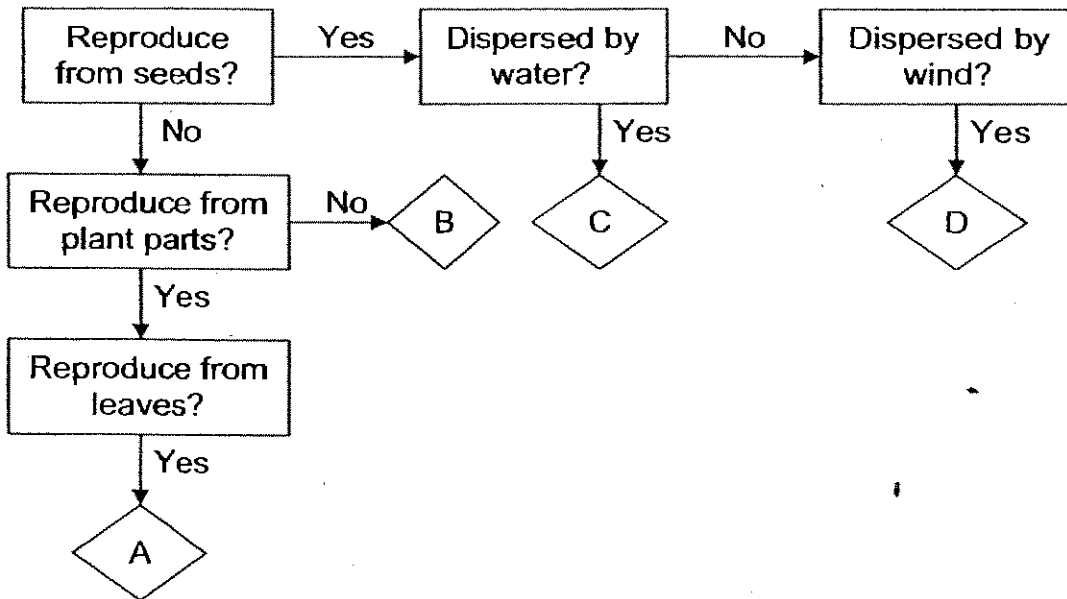 Reproduce
from seeds?
Yes
Dispersed by
water?
No
Dispersed by
wind?
No
Yes
Yes
Reproduce from
plant parts?
No
B
C
D
Yes
Reproduce from
leaves?
Yes
A